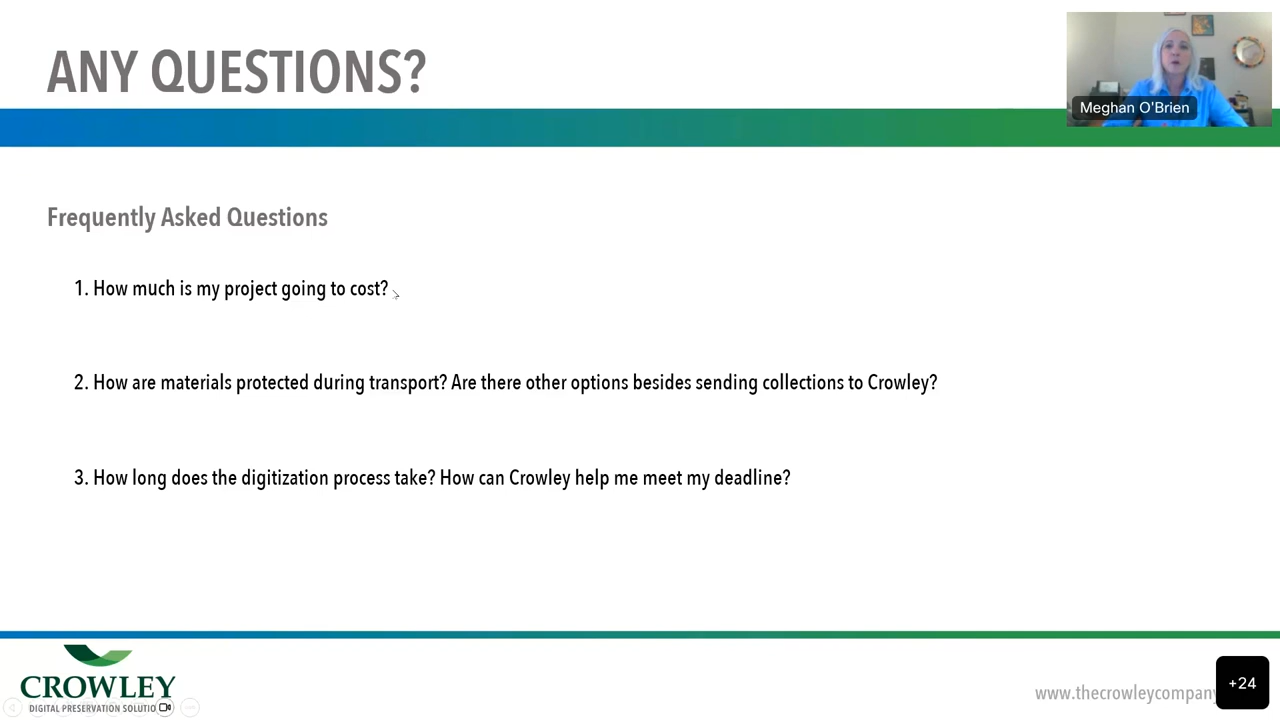 ANY QUESTIONS?
Meghan O'Brien
Frequently Asked Questions
1. How much is my project going to cost?
2. How are materials protected during transport? Are there other options besides sending collections to Crowley?
3. How long does the digitization process take? How can Crowley help me meet my deadline?
CROWLEY
DIGITAL PRESERVATION SOLUTIO
www.thecrowleycompany
+24